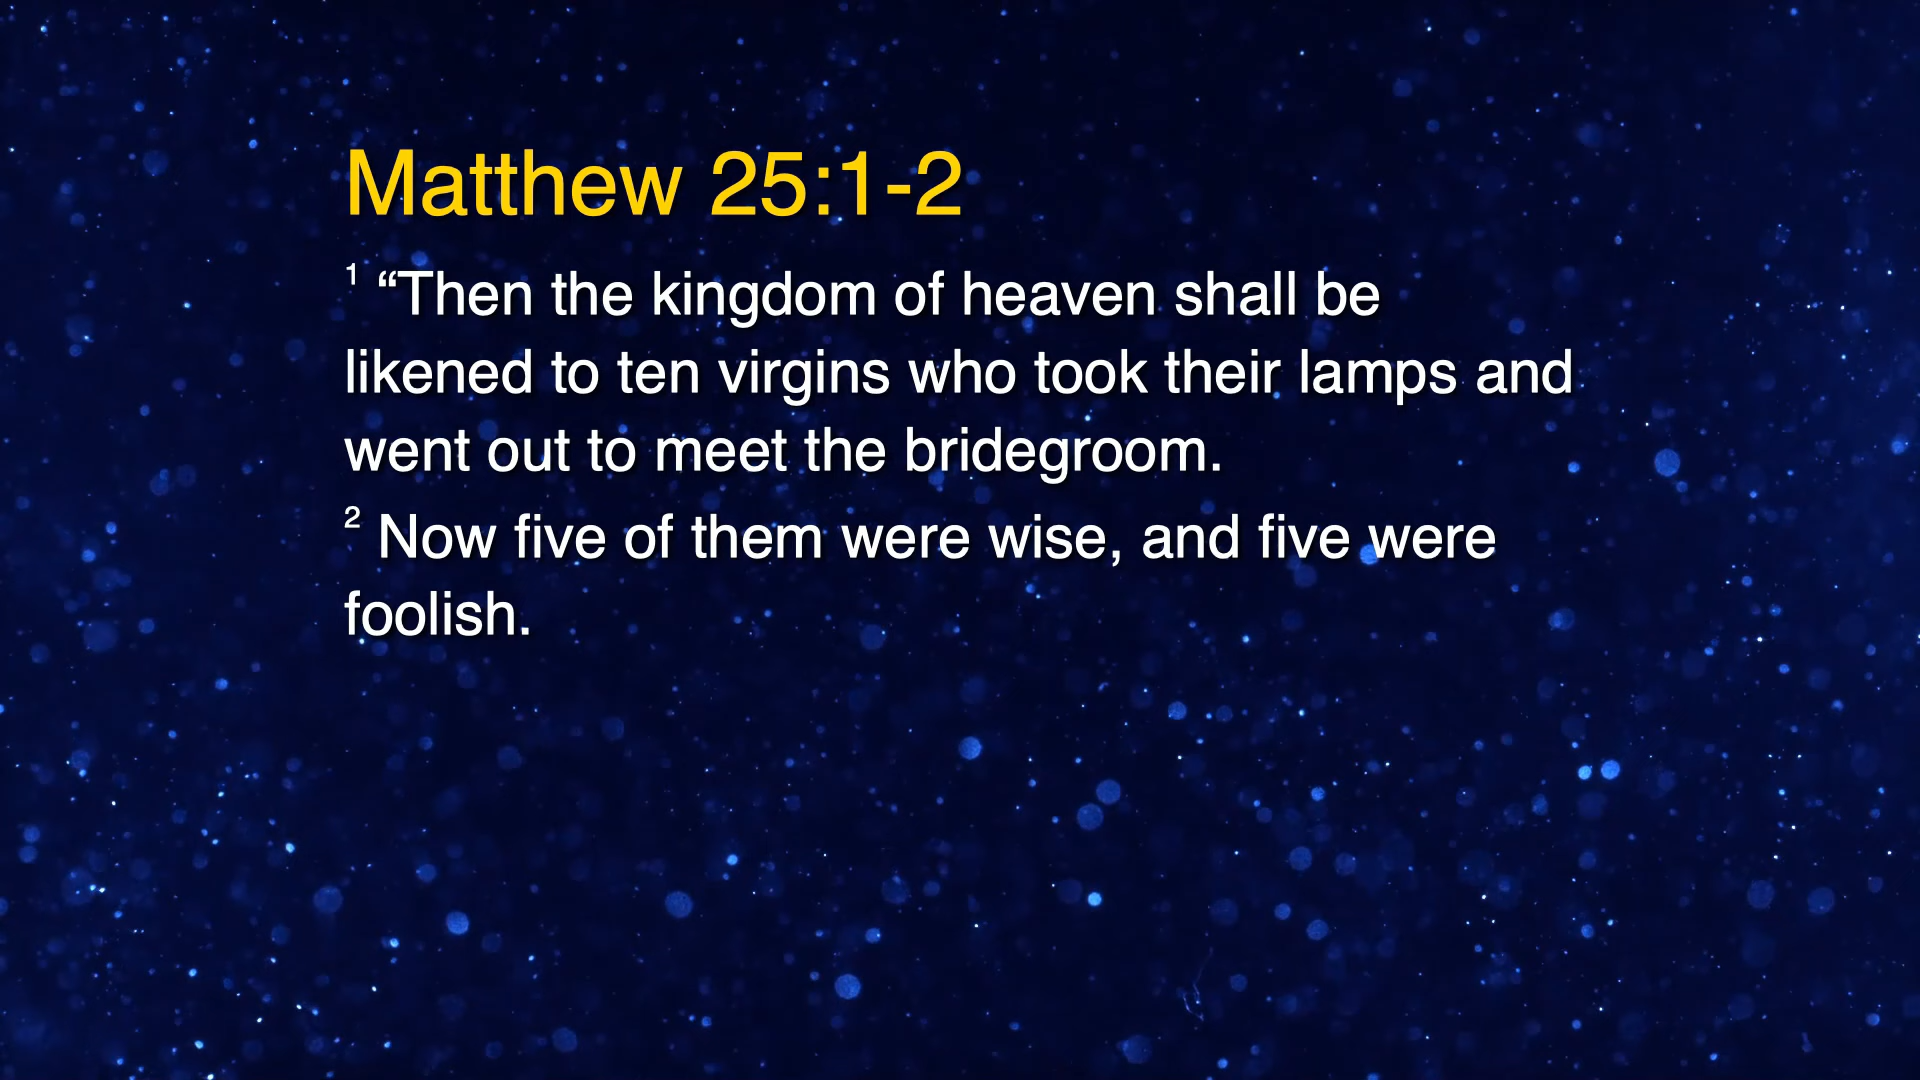 Matthew 25:1-2
1 “Then the kingdom of heaven shall be
likened to ten virgins who took their lamps and
went out to meet the bridegroom.
2 Now five of them were wise, and five were
foolish.